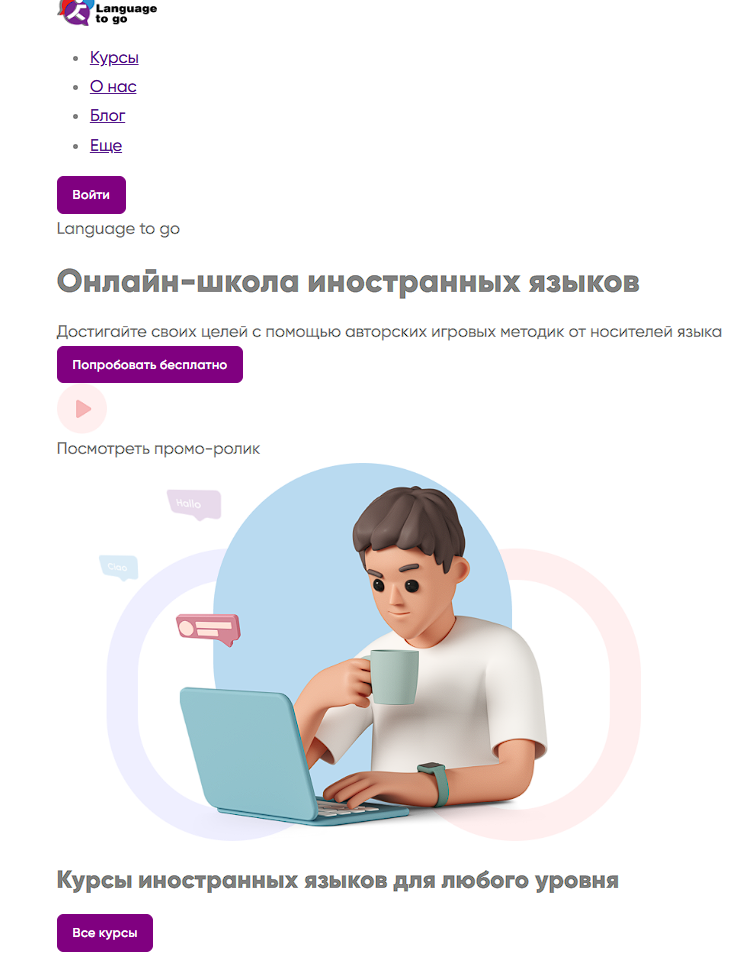 Language
to go
Курсы
О нас
Блог
Еще
Войти
Language to go
Онлайн-школа иностранных языков
Достигайте своих целей с помощью авторских игровых методик от носителей языка
Попробовать бесплатно
Посмотреть промо-ролик
Hallo
Ciao
Курсы иностранных языков для любого уровня
Все курсы